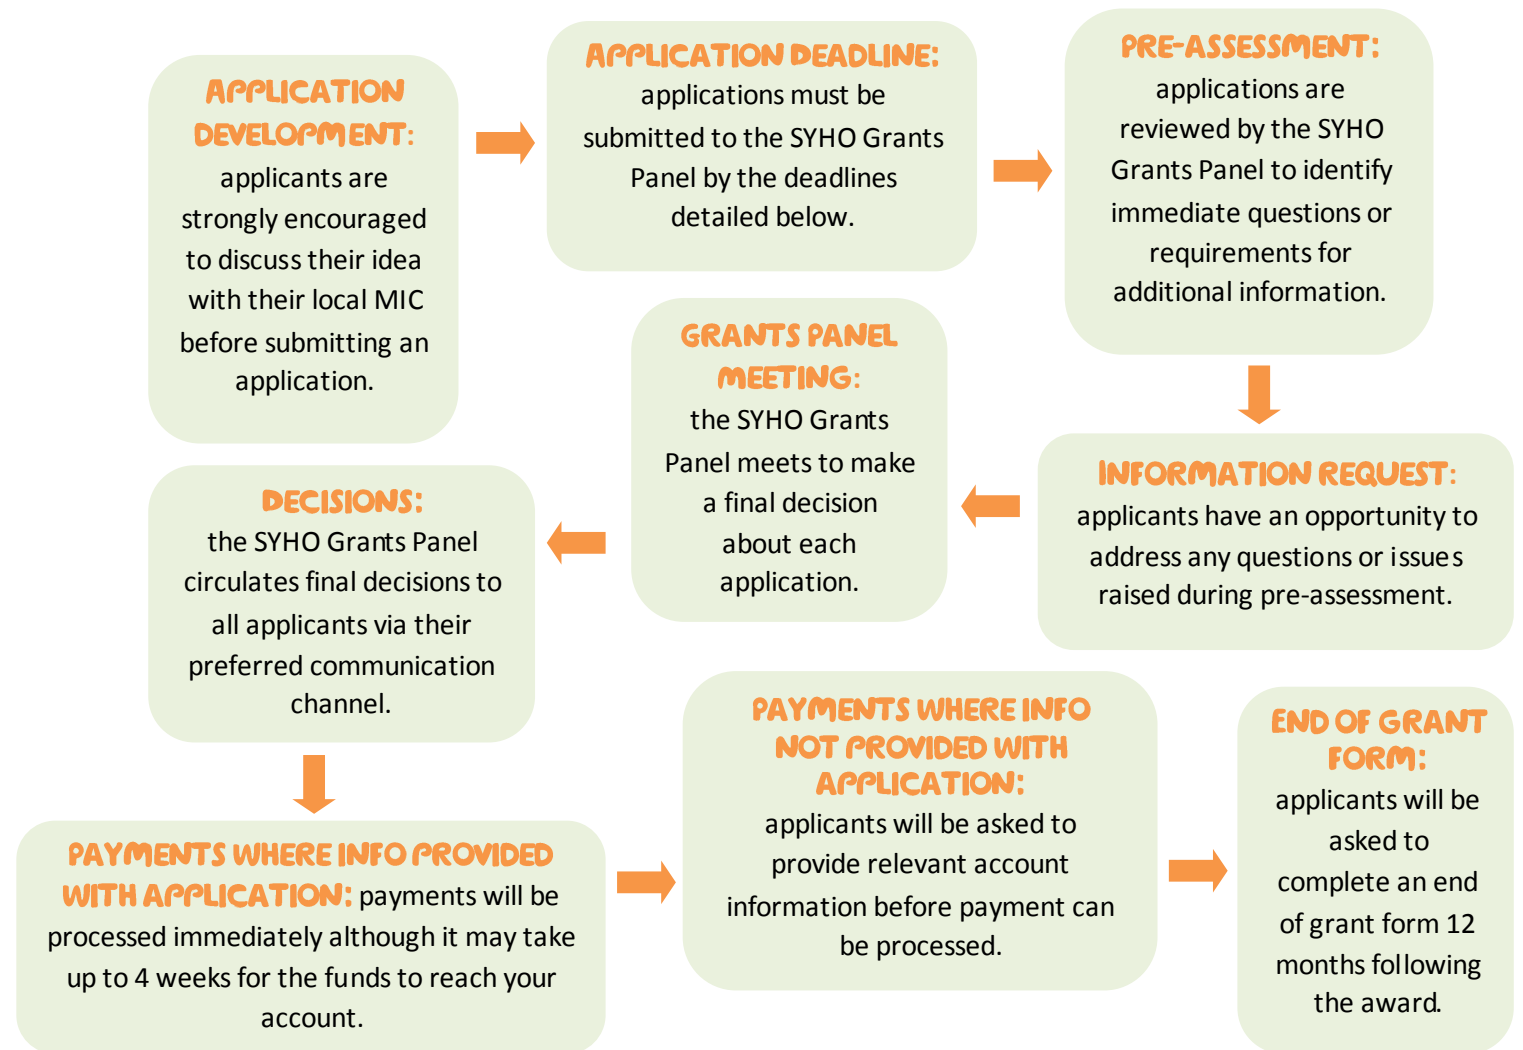 APPLICATION
DEVELOPMENT:
applicants are
strongly encouraged
to discuss their idea
with their local MIC
before submitting an
application.
APPLICATION DEADLINE:
applications must be
submitted to the SYHO Grants
Panel by the deadlines
detailed below.
PRE-ASSESSMENT:
applications are
reviewed by the SYHO
Grants Panel to identify
immediate questions or
requirements for
additional information.
INFORMATION REQUEST:
applicants have an opportunity to
address any questions or issues
raised during pre-assessment.
GRANTS PANEL
MEETING:
the SYHO Grants
Panel meets to make
a final decision
about each
application.
DECISIONS:
the SYHO Grants Panel
circulates final decisions to
all applicants via their
preferred communication
channel.
PAYMENTS WHERE INFO PROVIDED
WITH APPLICATION: payments will be
processed immediately although it may take
up to 4 weeks for the funds to reach your
account.
PAYMENTS WHERE INFO
NOT PROVIDED WITH
APPLICATION:
applicants will be asked to
provide relevant account
information before payment can
be processed.
END OF GRANT
FORM:
applicants will be
asked to
complete an end
of grant form 12
months following
the award.